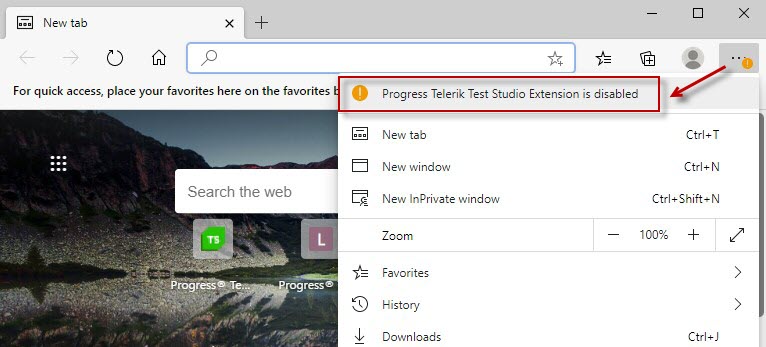 New tab
For quick access, place your favorites here on the favorites b
Progress Telerik Test Studio Extension is disabled
New tab Ctrl+T
New window Ctrl+N
New InPrivate window Ctrl+Shift+N
Zoom 100%
Favorites
History
Downloads Ctrl+J
Search the web
T5
L
Progress® Te...
Progress®